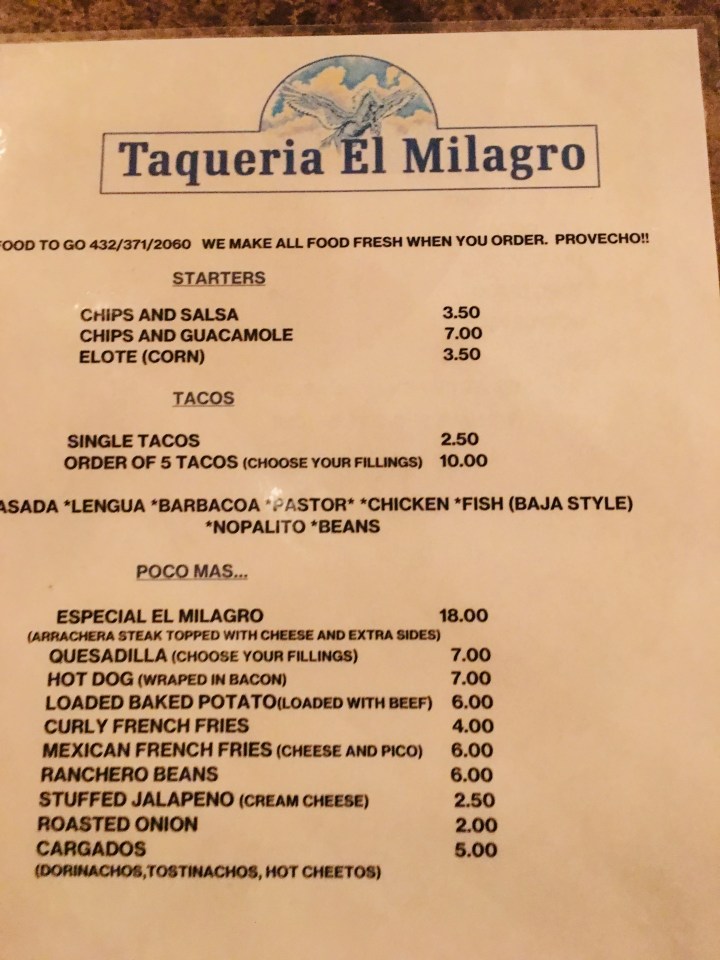 Taqueria El Milagro
FOOD TO GO 432/371/2060 WE MAKE ALL FOOD FRESH WHEN YOU ORDER. PROVECHO!!
STARTERS
CHIPS AND SALSA 3.50
CHIPS AND GUACAMOLE 7.00
ELOTE (CORN) 3.50
TACOS
SINGLE TACOS 2.50
ORDER OF 5 TACOS (CHOOSE YOUR FILLINGS) 10.00
ASADA *LENGUA *BARBACOA *PASTOR* *CHICKEN *FISH (BAJA STYLE)
*NOPALITO *BEANS
POCO MAS...
ESPECIAL EL MILAGRO 18.00
(ARRACHERA STEAK TOPPED WITH CHEESE AND EXTRA SIDES)
QUESADILLA (CHOOSE YOUR FILLINGS) 7.00
HOT DOG (WRAPED IN BACON) 7.00
LOADED BAKED POTATO(LOADED WITH BEEF) 6.00
CURLY FRENCH FRIES 4.00
MEXICAN FRENCH FRIES (CHEESE AND PICO) 6.00
RANCHERO BEANS 6.00
STUFFED JALAPENO (CREAM CHEESE) 2.50
ROASTED ONION 2.00
CARGADOS 5.00
(DORINACHOS,TOSTINACHOS, HOT CHEETOS)